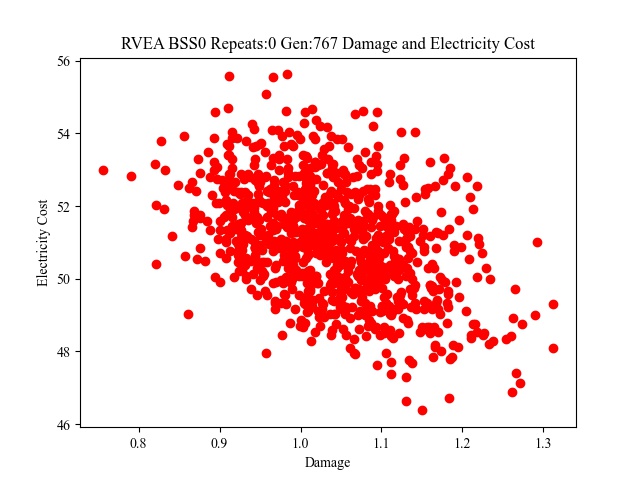 RVEA BSS0 Repeats:0 Gen:767 Damage and Electricity Cost
56
54
52
50
48
46
Electricity Cost
0.8 0.9 1.0 1.1 1.2 1.3
Damage